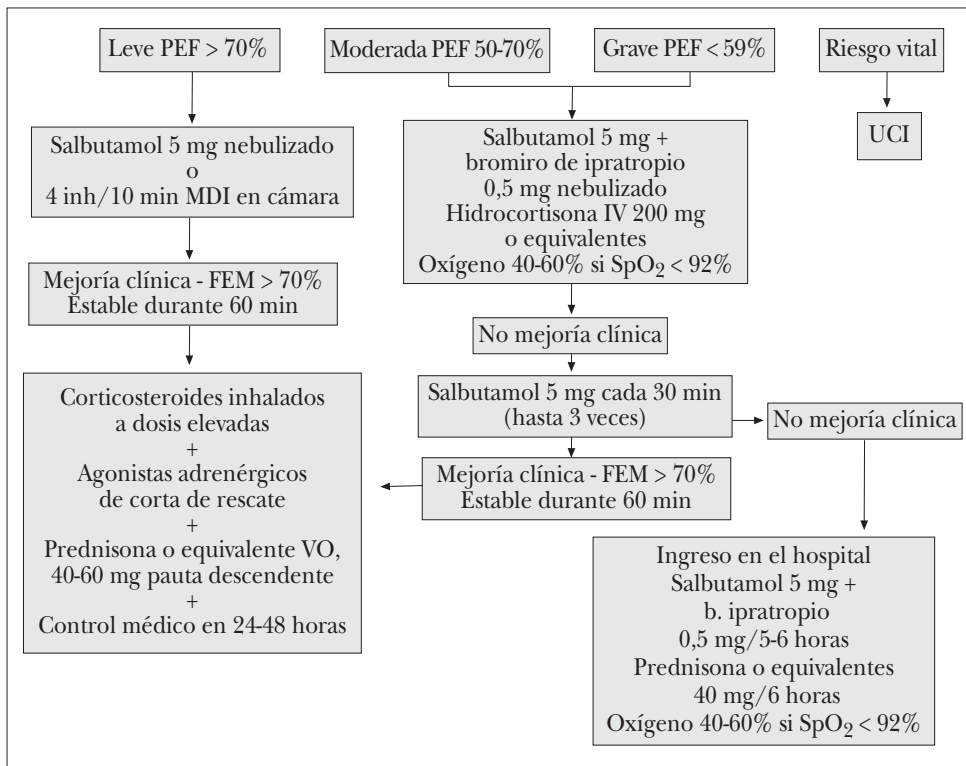 Leve PEF > 70%
Moderada PEF 50-70%
Grave PEF < 59%
Riesgo vital
Salbutamol 5 mg nebulizado
o
4 inh/10 min MDI en cámara
Salbutamol 5 mg +
bromiro de ipratropio
0,5 mg nebulizado
Hidrocortisona IV 200 mg
o equivalentes
Oxígeno 40-60% si SpO2 < 92%
UCI
Mejoría clínica - FEM > 70%
Estable durante 60 min
No mejoría clínica
Corticosteroides inhalados
a dosis elevadas
+
Agonistas adrenérgicos
de corta de rescate
+
Prednisona o equivalente VO,
40-60 mg pauta descendente
+
Control médico en 24-48 horas
Salbutamol 5 mg cada 30 min
(hasta 3 veces)
No mejoría clínica
Mejoría clínica - FEM > 70%
Estable durante 60 min
Ingreso en el hospital
Salbutamol 5 mg +
b. ipratropio
0,5 mg/5-6 horas
Prednisona o equivalentes
40 mg/6 horas
Oxígeno 40-60% si SpO2 < 92%